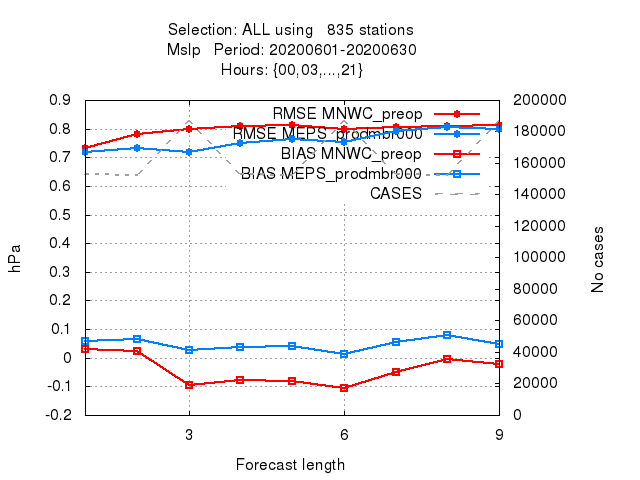 Selection: ALL using   835 stations
Mslp   Period: 20200601-20200630
Hours: {00,03,...,21}
0.9
0.8
0.7
0.6
0.5
0.4
0.3
0.2
0.1
0
-0.1
-0.2
hPa
200000
180000
160000
140000
120000
100000
80000
60000
40000
20000
0
No cases
RMSE MNWC_preop
RMSE MEPS_prodmbr000
BIAS MNWC_preop
BIAS MEPS_prodmbr000
CASES
3
6
9
Forecast length